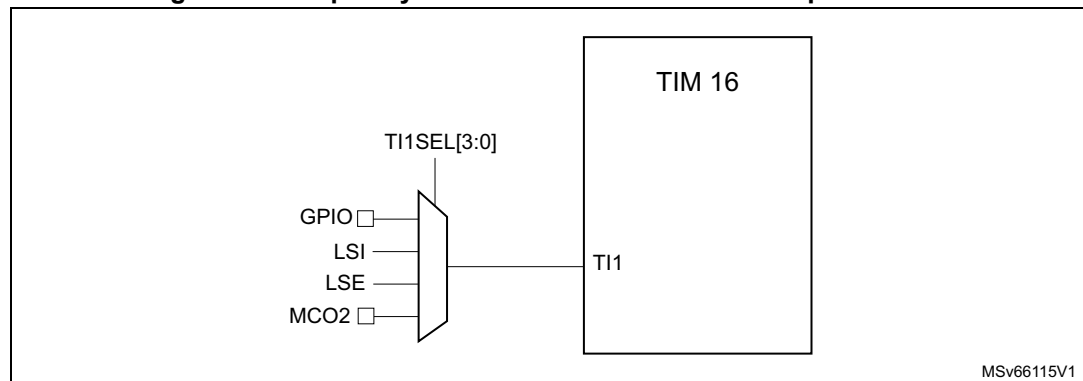 TIM 16
TI1SEL[3:0]
GPIO
LSI
TI1
LSE
MCO2
MSv66115V1